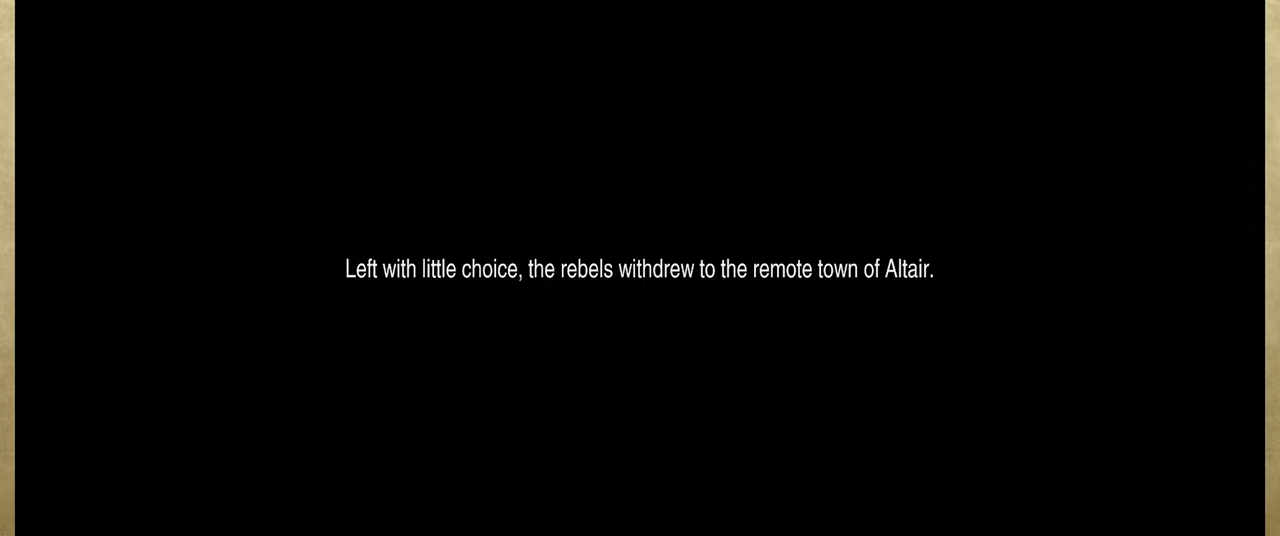 Left with little choice, the rebels withdrew to the remote town of Altair.